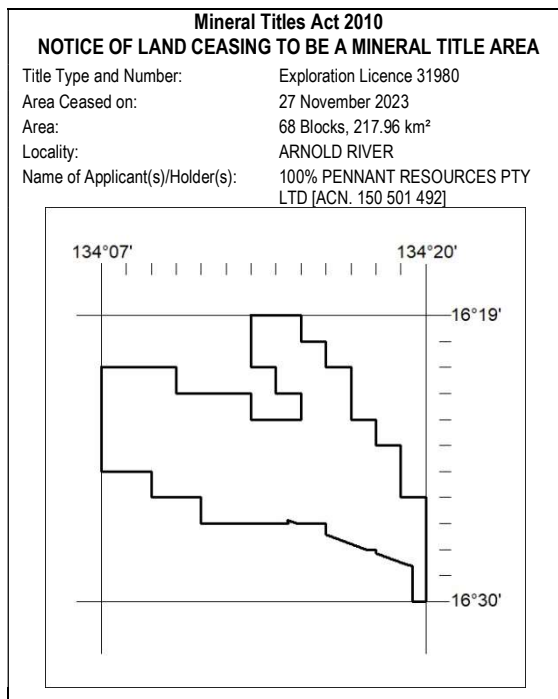 Mineral Titles Act 2010
NOTICE OF LAND CEASING TO BE A MINERAL TITLE AREA
Title Type and Number: Exploration Licence 31980
Area Ceased on: 27 November 2023
Area: 68 Blocks, 217.96 km²
Locality: ARNOLD RIVER
Name of Applicant(s)/Holder(s): 100% PENNANT RESOURCES PTY
LTD [ACN. 150 501 492]
134°07' 134°20'
16°19'
16°30'